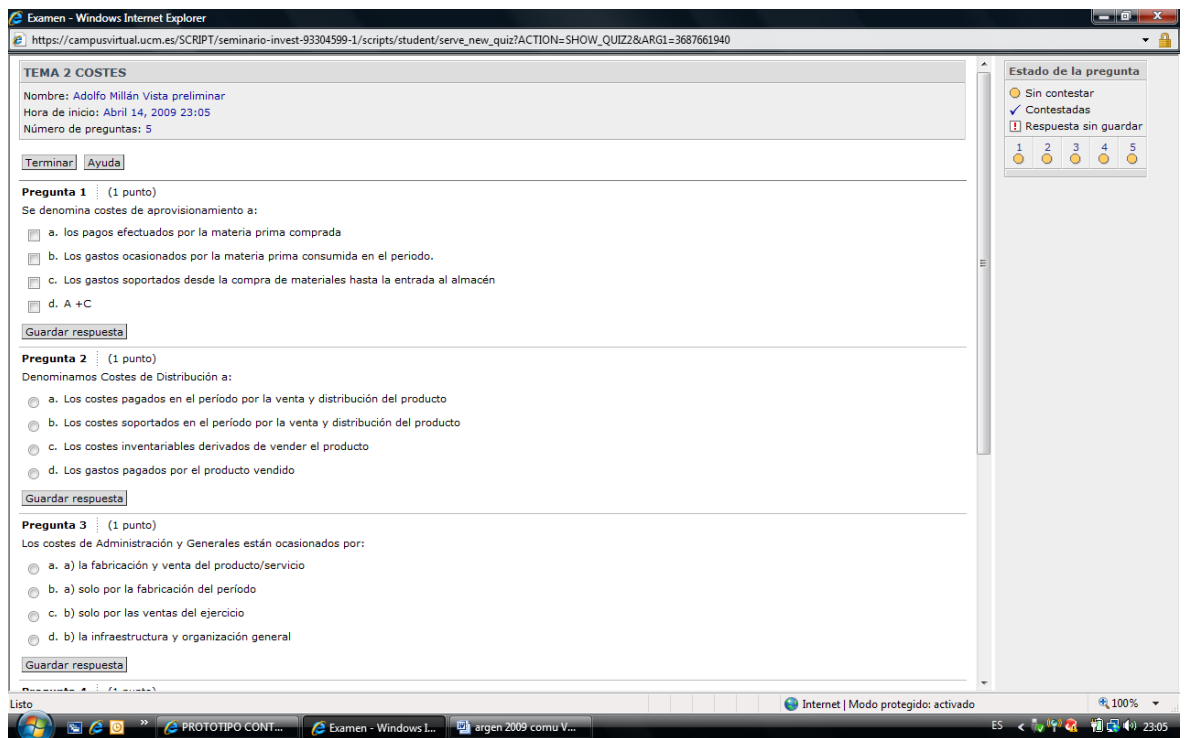 Examen - Windows Internet Explorer
https://campusvirtual.ucm.es/SCRIPT/seminario-invest-93304599-1/scripts/student/serve_new_quiz?ACTION=SHOW_QUIZ2&ARG1=3687661940
TEMA 2 COSTES
Nombre: Adolfo Millán Vista preliminar
Hora de inicio: Abril 14, 2009 23:05
Número de preguntas: 5
Terminar Ayuda
Pregunta 1 (1 punto)
Se denomina costes de aprovisionamiento a:
a. los pagos efectuados por la materia prima comprada
b. Los gastos ocasionados por la materia prima consumida en el periodo.
c. Los gastos soportados desde la compra de materiales hasta la entrada al almacén
d. A +C
Guardar respuesta
Pregunta 2 (1 punto)
Denominamos Costes de Distribución a:
a. Los costes pagados en el período por la venta y distribución del producto
b. Los costes soportados en el período por la venta y distribución del producto
c. Los costes inventariables derivados de vender el producto
d. Los gastos pagados por el producto vendido
Guardar respuesta
Pregunta 3 (1 punto)
Los costes de Administración y Generales están ocasionados por:
a. a) la fabricación y venta del producto/servicio
b. a) solo por la fabricación del período
c. b) solo por las ventas del ejercicio
d. b) la infraestructura y organización general
Guardar respuesta
Pregunta 4 (1 punto)
Estado de la pregunta
Sin contestar
Contestadas
Respuesta sin guardar
1 2 3 4 5
Listo
Internet | Modo protegido: activado
100%
PROTOTIPO CONT...
Examen - Windows I...
argen 2009 comu V...
ES
23:05